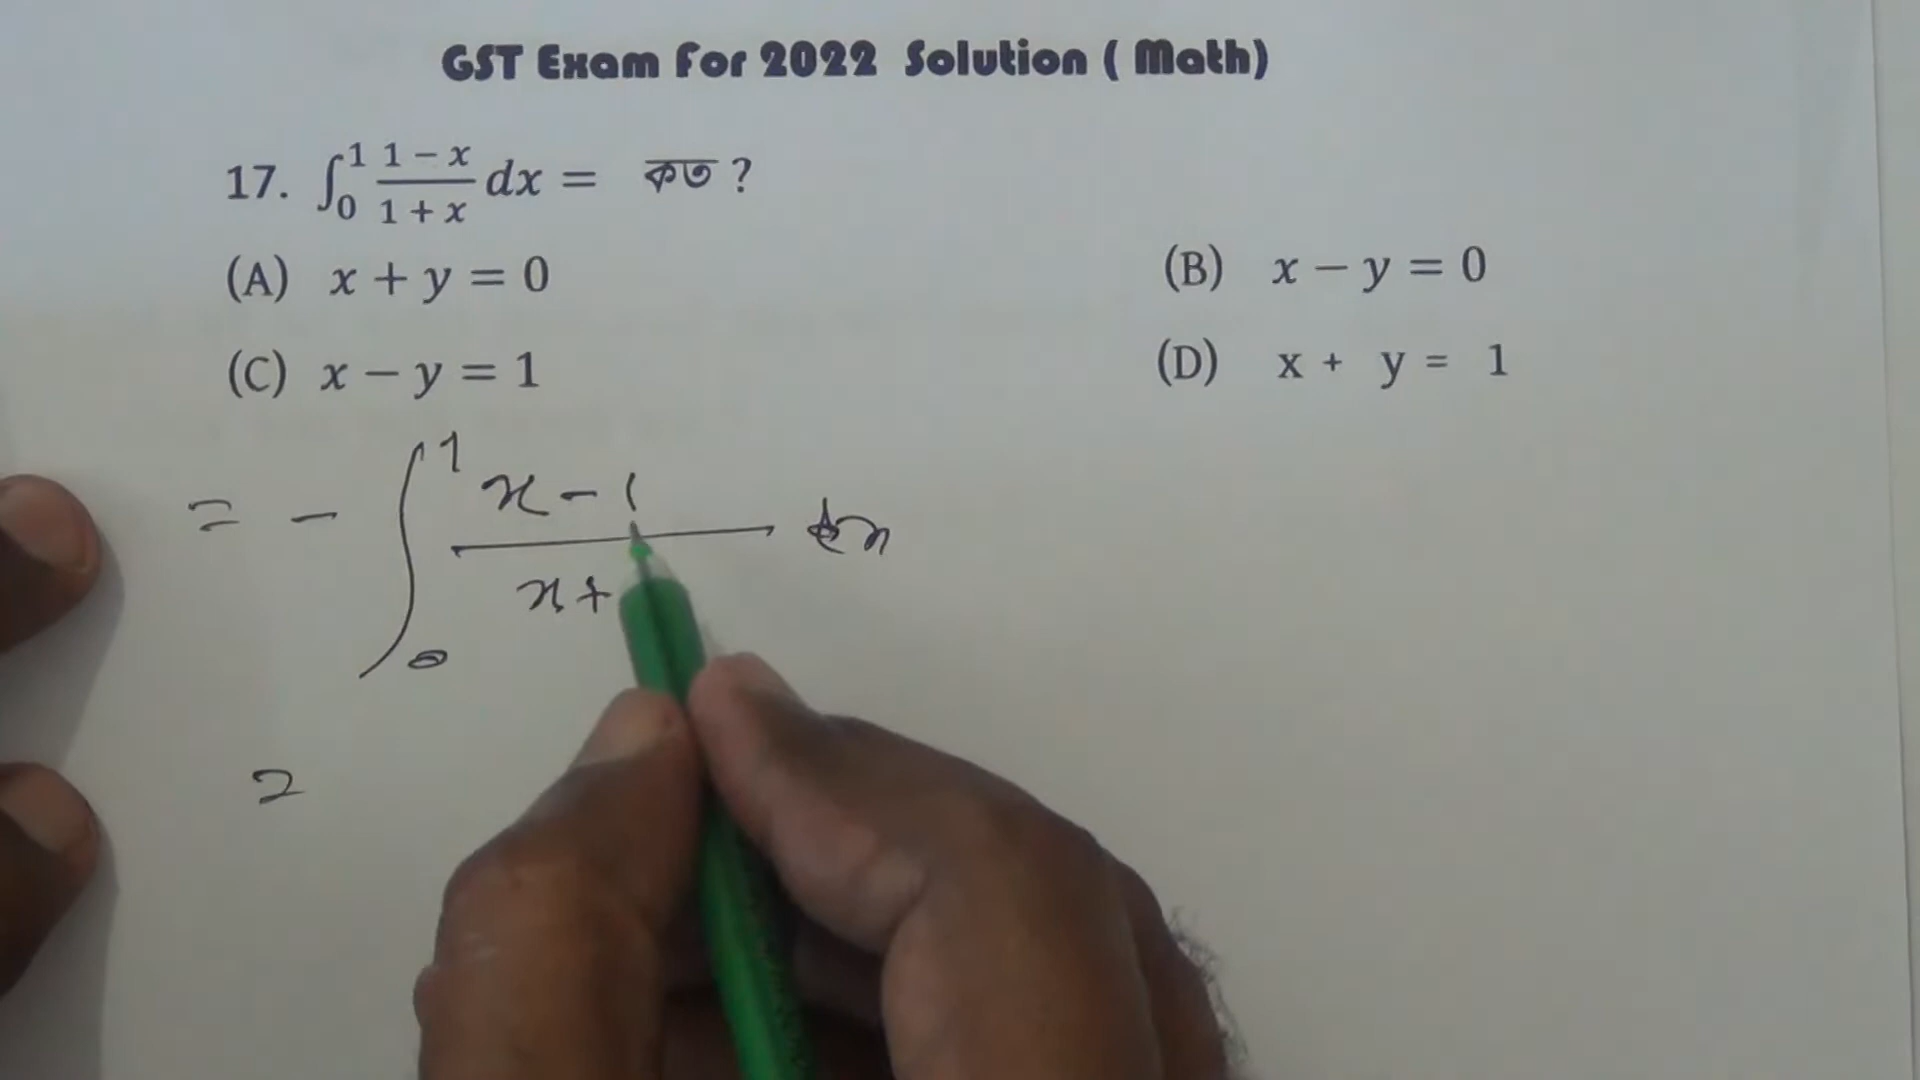 GST Exam For 2022 Solution ( Math)
17. ∫₀¹ (1 − x)/(1 + x) dx = কত ?
(A) x + y = 0
(B) x − y = 0
(C) x − y = 1
(D) x + y = 1
= − ∫₀¹ (x − 1)/(x +) dx
=